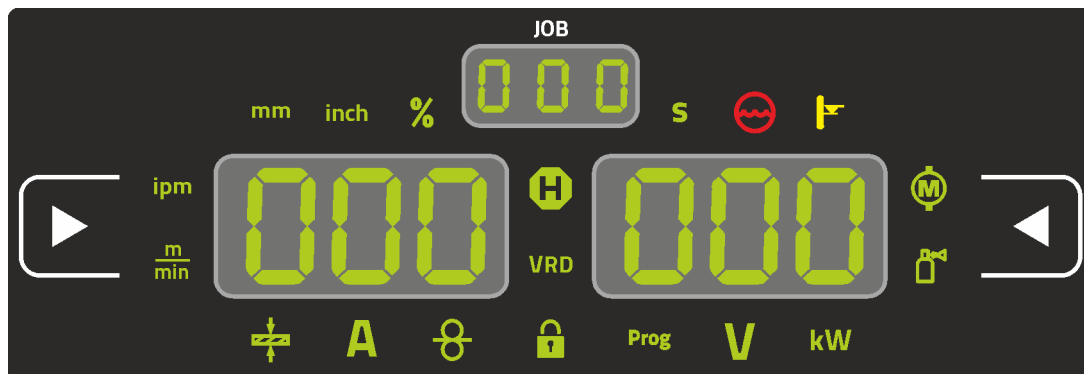 JOB
000
mm inch % S
ipm 000 H 000 M
m
min
VRD
A Prog V kW